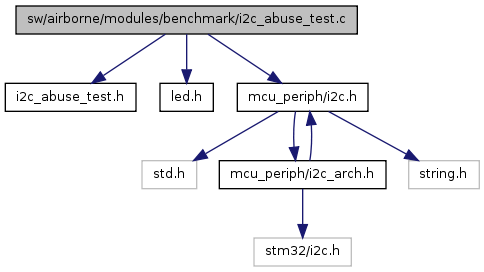 sw/airborne/modules/benchmark/i2c_abuse_test.c
i2c_abuse_test.h
led.h
mcu_periph/i2c.h
std.h
mcu_periph/i2c_arch.h
string.h
stm32/i2c.h